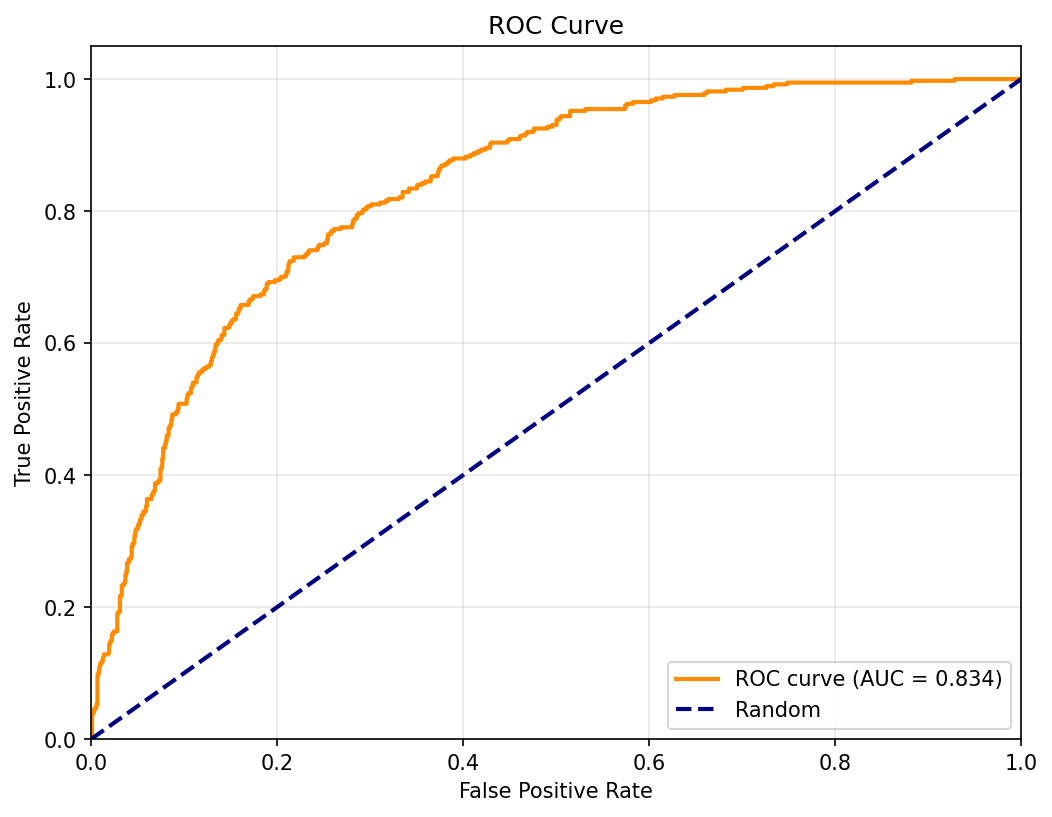 ROC Curve
True Positive Rate
1.0
0.8
0.6
0.4
0.2
0.0
ROC curve (AUC = 0.834)
Random
0.0 0.2 0.4 0.6 0.8 1.0
False Positive Rate